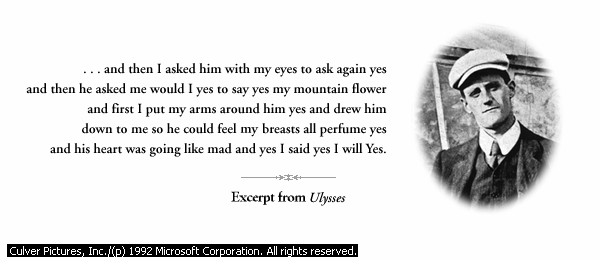 . . . and then I asked him with my eyes to ask again yes
and then he asked me would I yes to say yes my mountain flower
and first I put my arms around him yes and drew him
down to me so he could feel my breasts all perfume yes
and his heart was going like mad and yes I said yes I will Yes.
Excerpt from Ulysses
Culver Pictures, Inc./(p) 1992 Microsoft Corporation. All rights reserved.